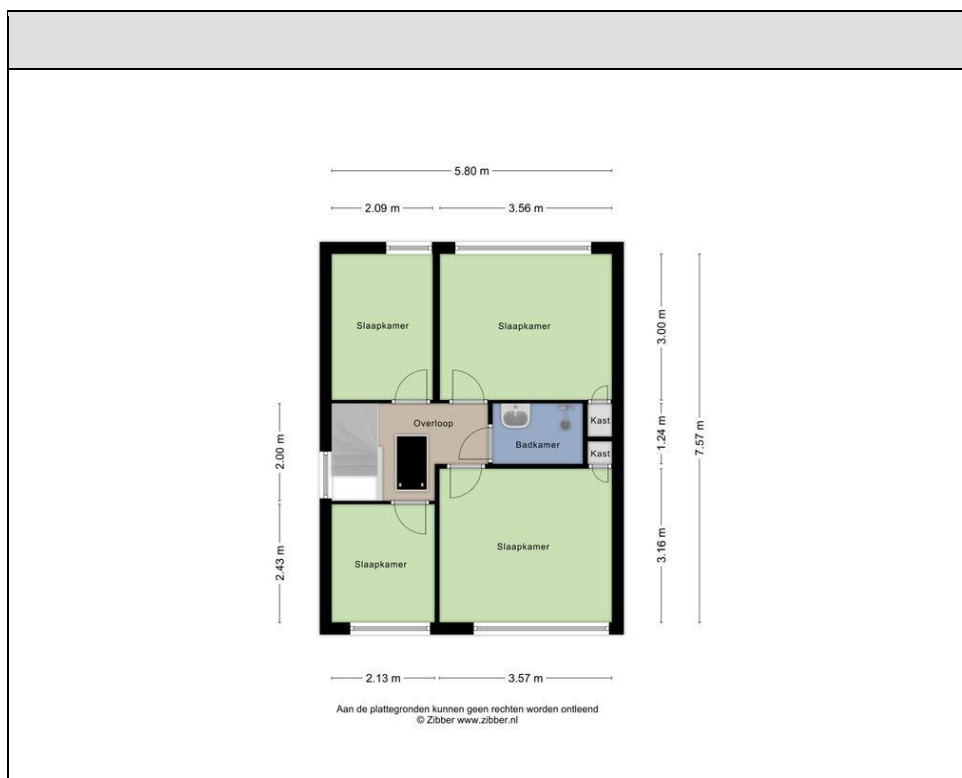 5.80 m
2.09 m
3.56 m
Slaapkamer
Slaapkamer
3.00 m
7.57 m
2.00 m
Overloop
Badkamer
Kast
Kast
1.24 m
2.43 m
Slaapkamer
Slaapkamer
3.16 m
2.13 m
3.57 m
Aan de plattegronden kunnen geen rechten worden ontleend
© Zibber www.zibber.nl